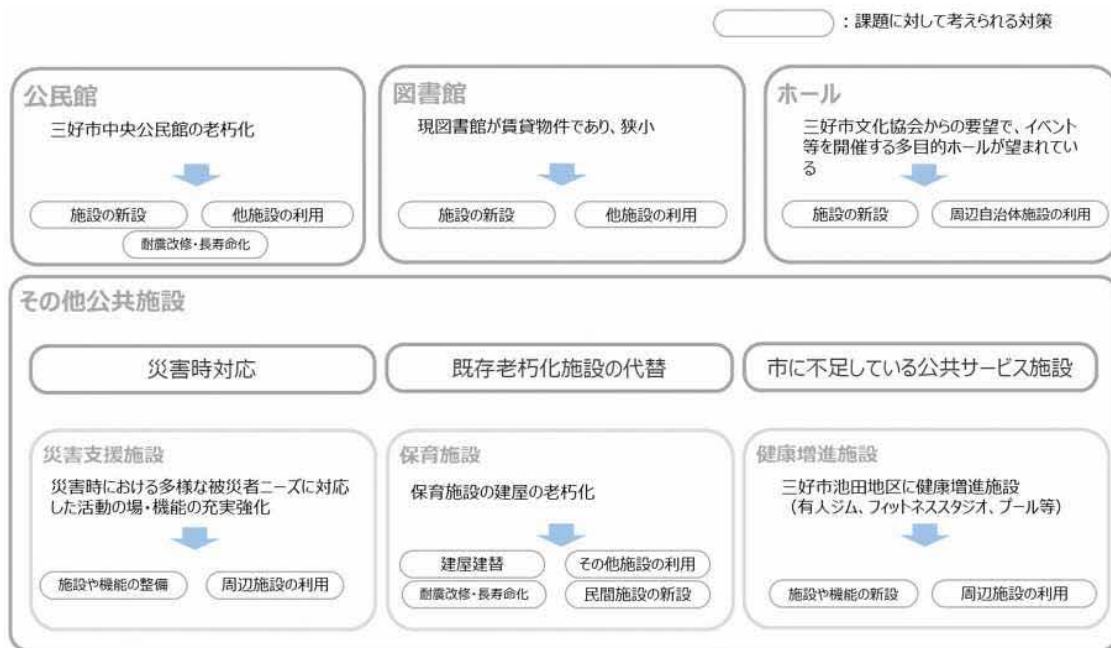 ：課題に対して考えられる対策
公民館
三好市中央公民館の老朽化
施設の新設
他施設の利用
耐震改修・長寿命化
図書館
現図書館が賃貸物件であり、狭小
施設の新設
他施設の利用
ホール
三好市文化協会からの要望で、イベント
等を開催する多目的ホールが望まれてい
る
施設の新設
周辺自治体施設の利用
その他公共施設
災害時対応
既存老朽化施設の代替
市に不足している公共サービス施設
災害支援施設
災害時における多様な被災者ニーズに対応
した活動の場・機能の充実強化
施設や機能の整備
周辺施設の利用
保育施設
保育施設の建屋の老朽化
建屋建替
その他施設の利用
耐震改修・長寿命化
民間施設の新設
健康増進施設
三好市池田地区に健康増進施設
（有人ジム、フィットネススタジオ、プール等）
施設や機能の新設
周辺施設の利用